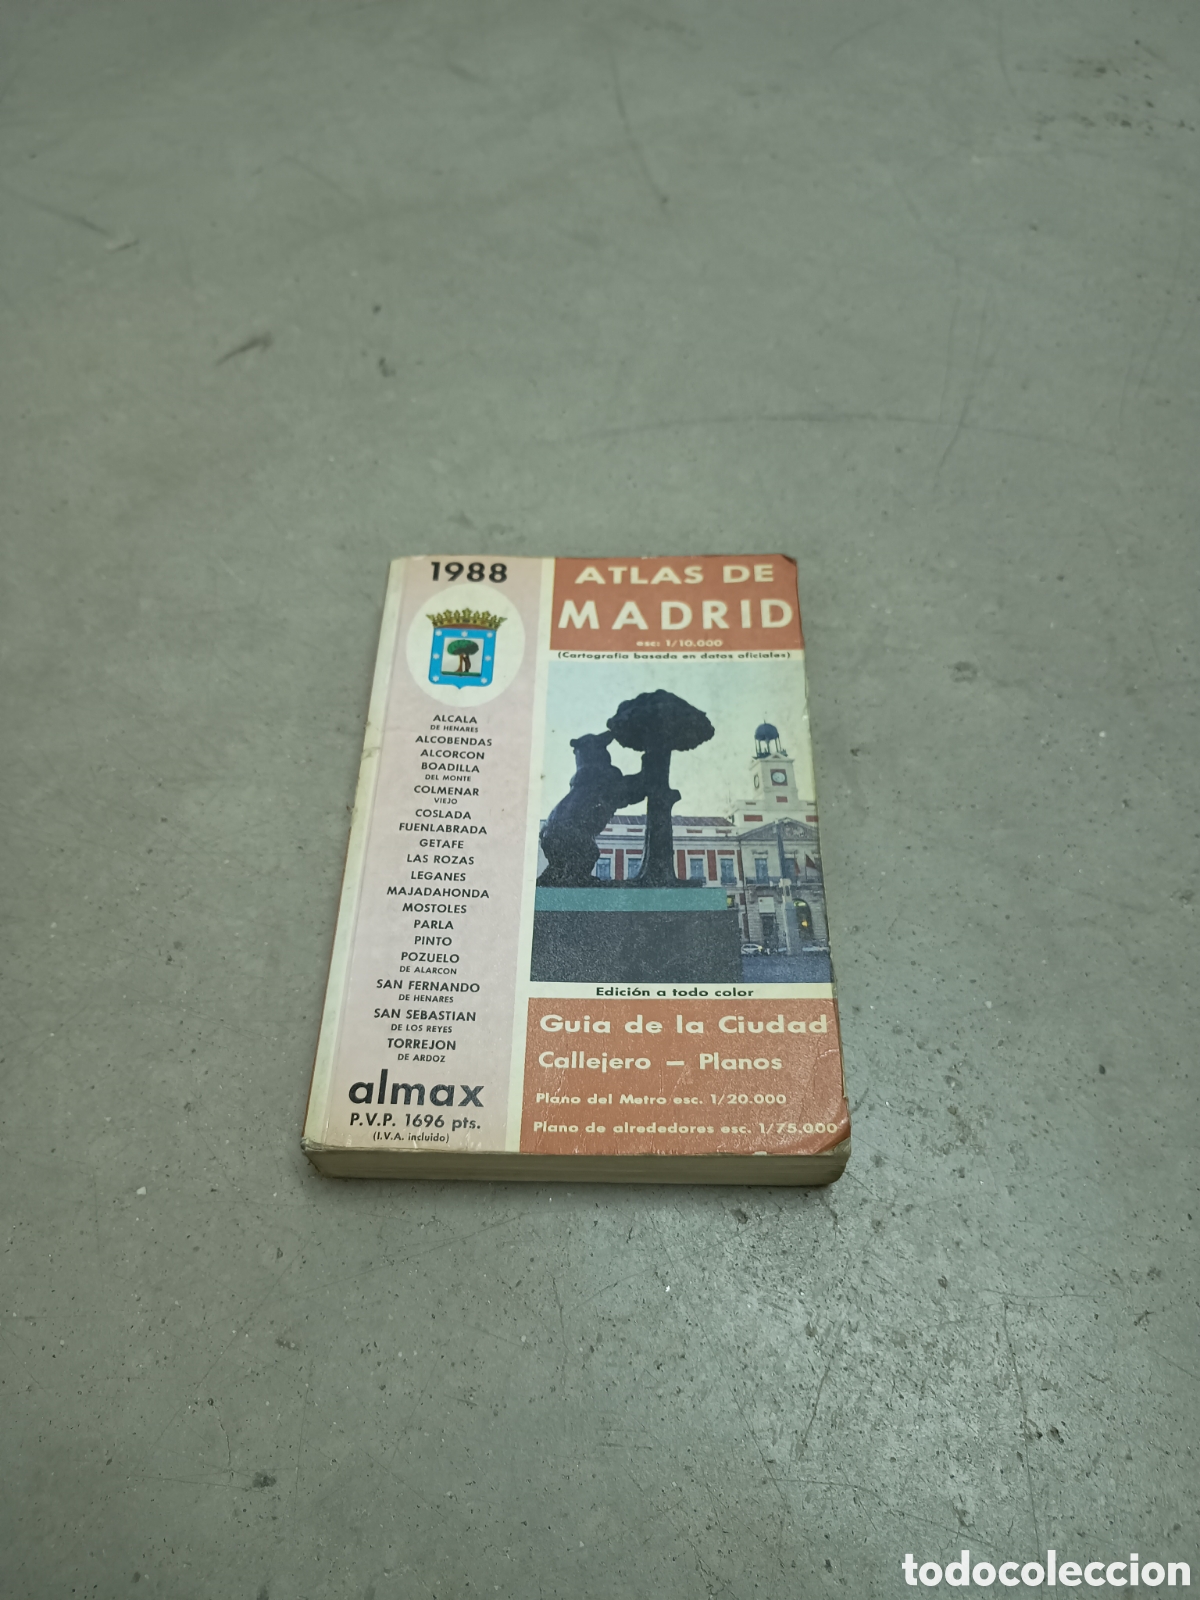 1988
ALCALA
DE HENARES
ALCOBENDAS
ALCORCON
BOADILLA
DEL MONTE
COLMENAR
VIEJO
COSLADA
FUENLABRADA
GETAFE
LAS ROZAS
LEGANES
MAJADAHONDA
MOSTOLES
PARLA
PINTO
POZUELO
DE ALARCON
SAN FERNANDO
DE HENARES
SAN SEBASTIAN
DE LOS REYES
TORREJON
DE ARDOZ
almax
P.V.P. 1696 pts.
(I.V.A. incluido)
ATLAS DE
MADRID
esc: 1/10.000
(Cartografia basada en datos oficiales)
Edición a todo color
Guia de la Ciudad
Callejero – Planos
Plano del Metro esc. 1/20.000
Plano de alrededores esc. 1/75.000
todocoleccion